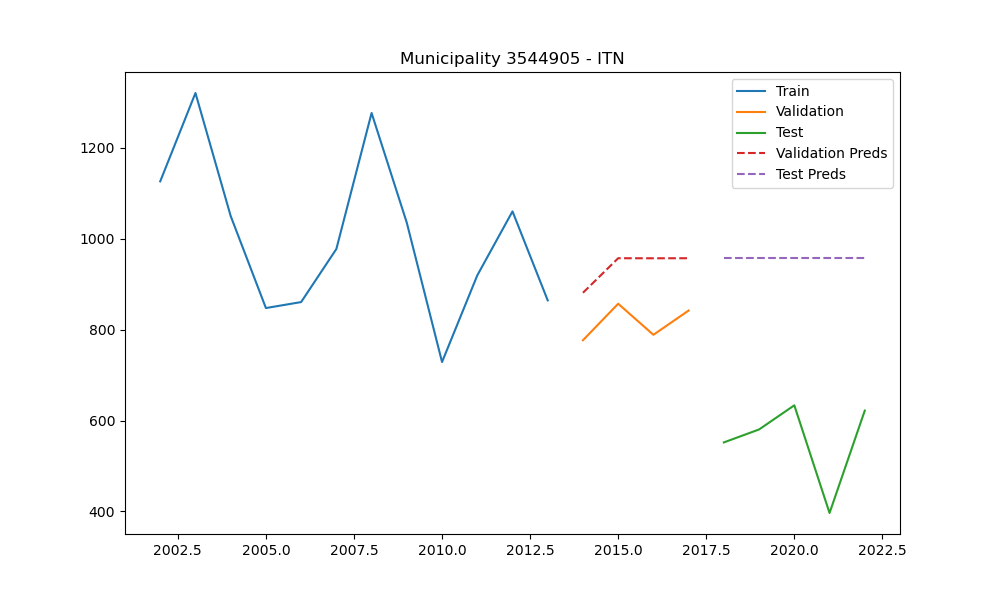 Municipality 3544905 - ITN
Train
Validation
Test
Validation Preds
Test Preds
1200
1000
800
600
400
2002.5 2005.0 2007.5 2010.0 2012.5 2015.0 2017.5 2020.0 2022.5